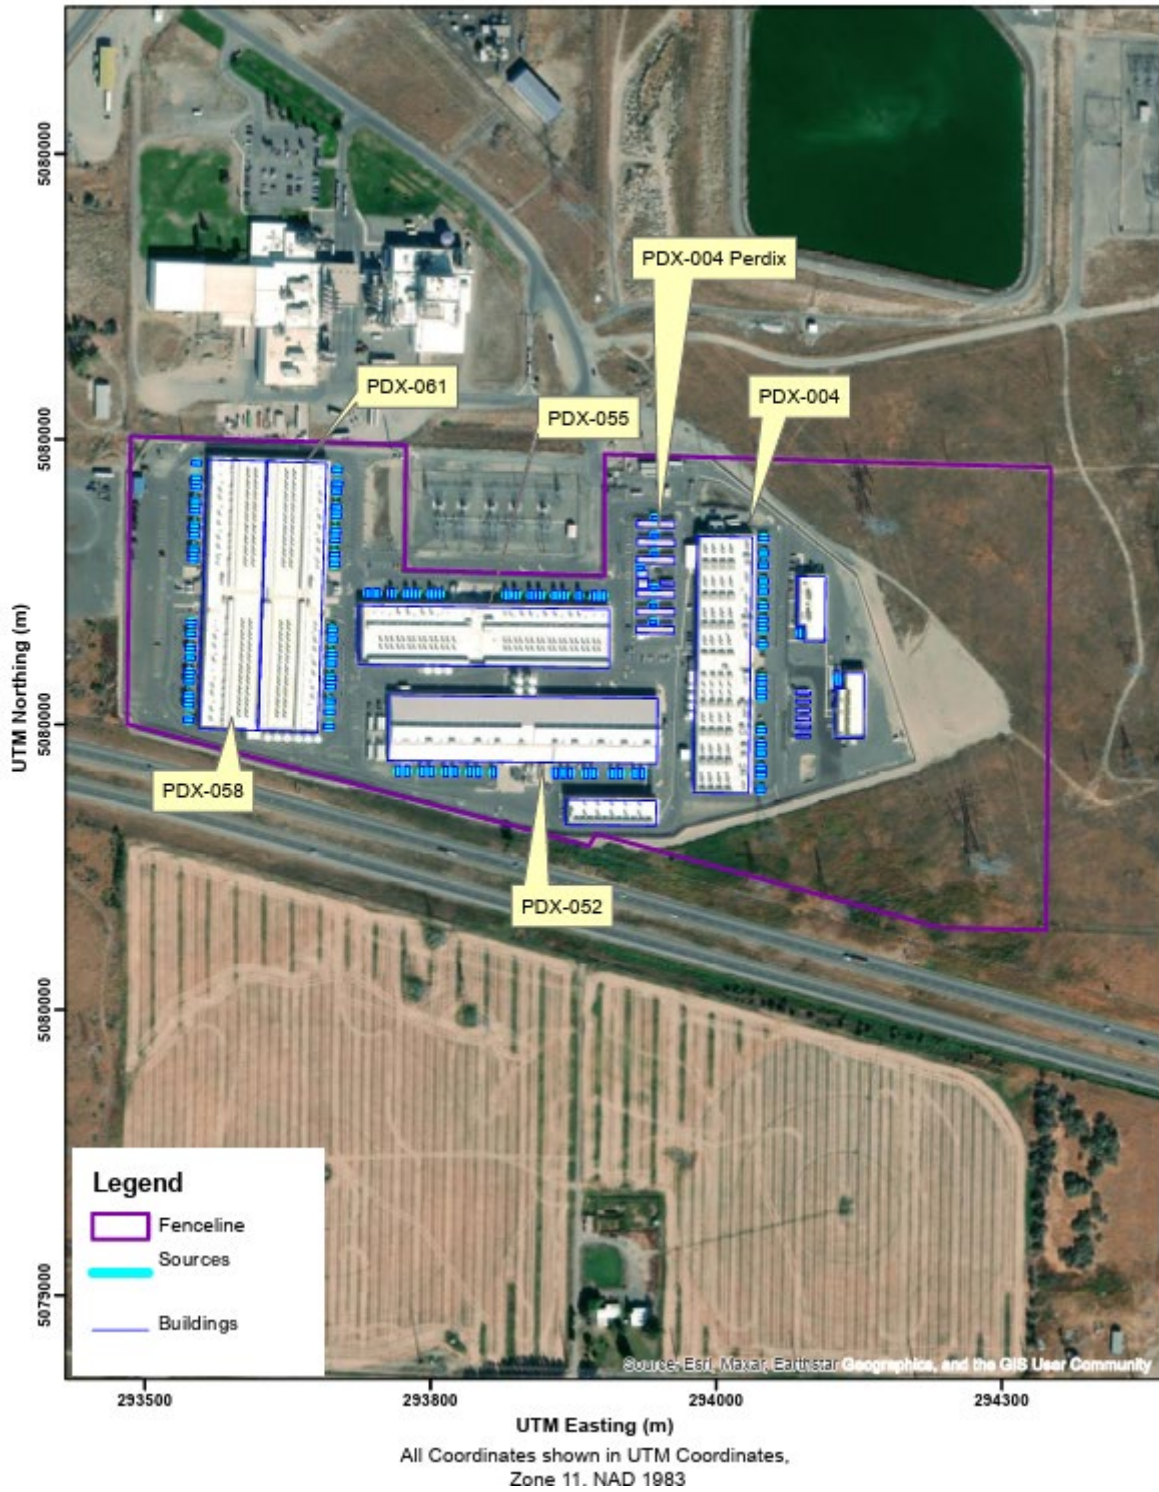 5080000
PDX-004 Perdix
PDX-061
PDX-004
PDX-055
5080000
UTM Northing (m)
5080000
PDX-058
PDX-052
5080000
Legend
Fenceline
Sources
Buildings
5079000
Source: Esri, Maxar, Earthstar Geographics, and the GIS User Community
293500
293800
294000
294300
UTM Easting (m)
All Coordinates shown in UTM Coordinates,
Zone 11, NAD 1983